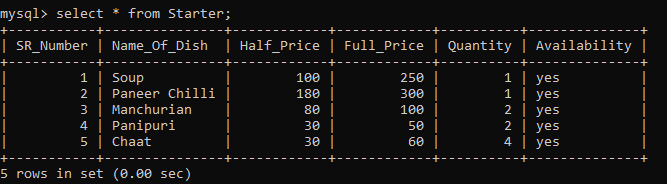 mysql> select * from Starter;
+-----------+---------------+------------+------------+----------+--------------+
| SR_Number | Name_Of_Dish | Half_Price | Full_Price | Quantity | Availability |
+-----------+---------------+------------+------------+----------+--------------+
| 1 | Soup | 100 | 250 | 1 | yes |
| 2 | Paneer Chilli | 180 | 300 | 1 | yes |
| 3 | Manchurian | 80 | 100 | 2 | yes |
| 4 | Panipuri | 30 | 50 | 2 | yes |
| 5 | Chaat | 30 | 60 | 4 | yes |
+-----------+---------------+------------+------------+----------+--------------+
5 rows in set (0.00 sec)